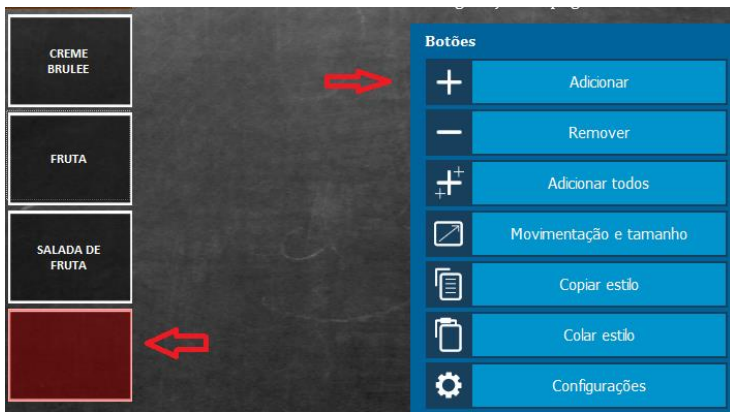 CREME
BRULEE
FRUTA
SALADA DE
FRUTA
Botões
Adicionar
Remover
Adicionar todos
Movimentação e tamanho
Copiar estilo
Colar estilo
Configurações